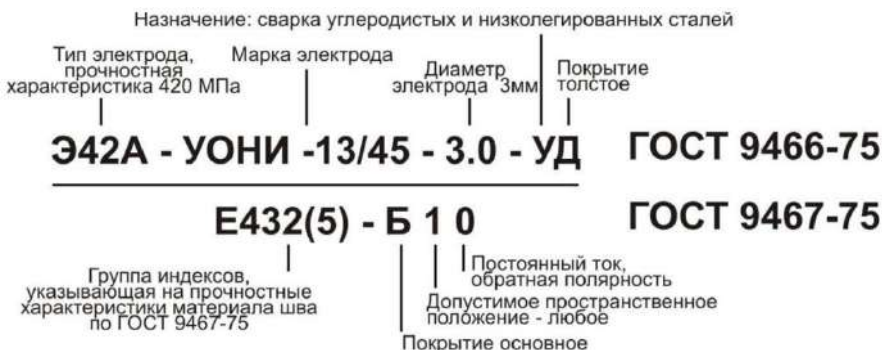 Назначение: сварка углеродистых и низколегированных сталей
Тип электрода,
прочностная
характеристика 420 МПа
Марка электрода
Диаметр
электрода 3мм
Покрытие
толстое
Э42А - УОНИ -13/45 - 3.0 - УД
ГОСТ 9466-75
Е432(5) - Б 1 0
ГОСТ 9467-75
Группа индексов,
указывающая на прочностные
характеристики материала шва
по ГОСТ 9467-75
Постоянный ток,
обратная полярность
Допустимое пространственное
положение - любое
Покрытие основное